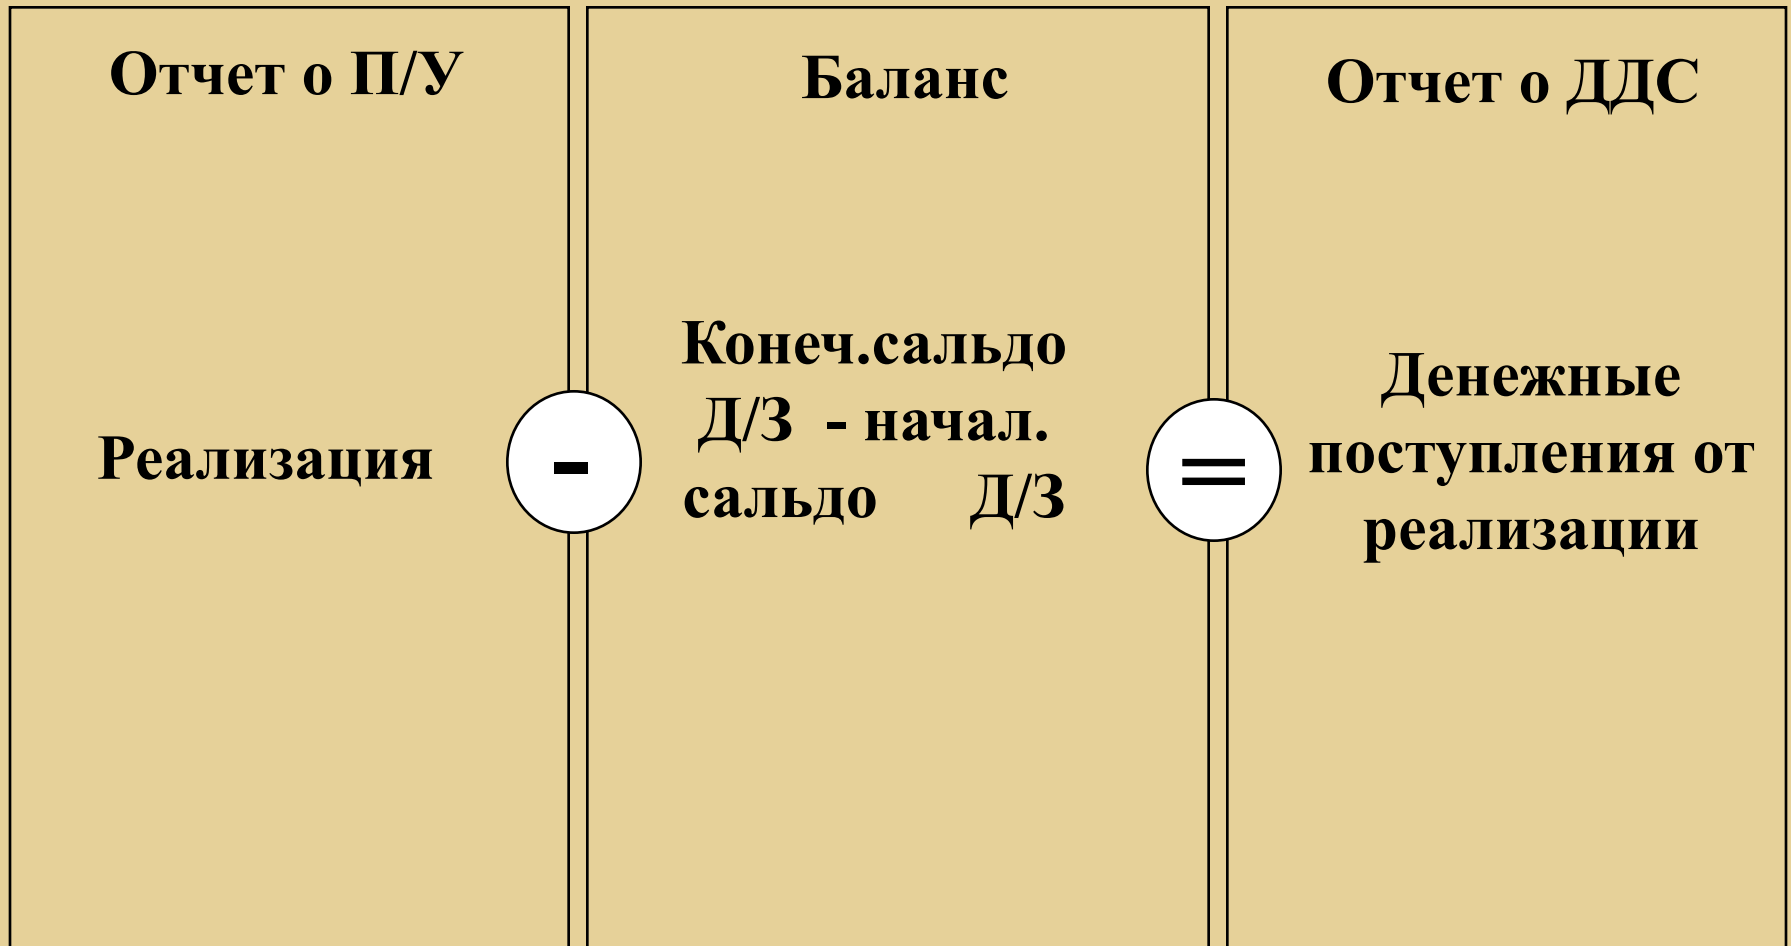 Отчет о П/У
Реализация
-
Баланс
Конеч.сальдо
Д/З - начал.
сальдо Д/З
=
Отчет о ДДС
Денежные
поступления от
реализации